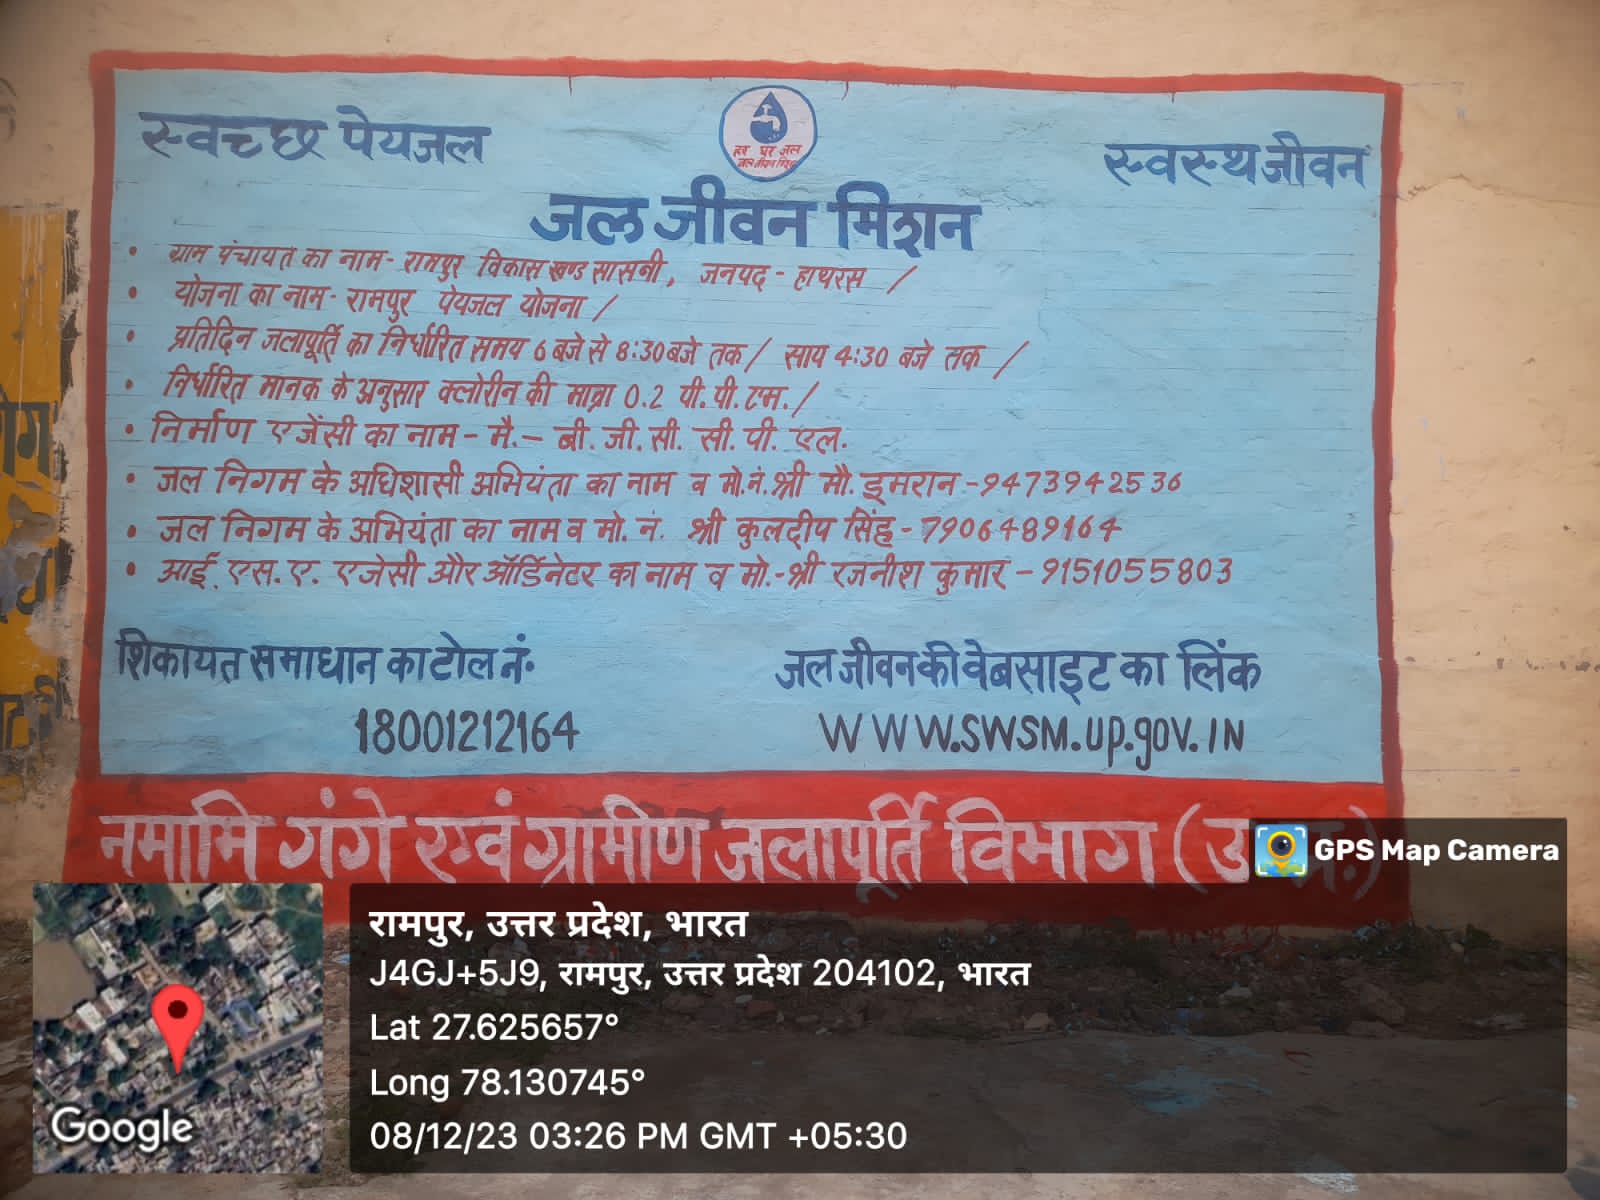 स्वच्छ पेयजल
हर घर जल
जल जीवन मिशन
स्वस्थ जीवन
जल जीवन मिशन
• ग्राम पंचायत का नाम- रामपुर विकास खण्ड सासनी, जनपद - हाथरस /
• योजना का नाम- रामपुर पेयजल योजना /
• प्रतिदिन जलापूर्ति का निर्धारित समय 6 बजे से 8:30 बजे तक / साय 4:30 बजे तक /
• निर्धारित मानक के अनुसार क्लोरीन की मात्रा 0.2 पी. पी. एम. /
• निर्माण एजेंसी का नाम - मै. - बी. जी. सी. सी. पी. एल.
• जल निगम के अधिशासी अभियंता का नाम व मो.नं. श्री मौ. इमरान - 9473942536
• जल निगम के अभियंता का नाम व मो. नं. श्री कुलदीप सिंह - 7906489164
• आई. एस. ए. एजेसी और ऑर्डिनेटर का नाम व मो.- श्री रजनीश कुमार - 9151055803
शिकायत समाधान का टोल नं.
18001212164
जल जीवन की वेबसाइट का लिंक
WWW.SWSM.UP.GOV.IN
नमामि गंगे एवं ग्रामीण जलापूर्ति विभाग (उ
GPS Map Camera
रामपुर, उत्तर प्रदेश, भारत
J4GJ+5J9, रामपुर, उत्तर प्रदेश 204102, भारत
Lat 27.625657°
Long 78.130745°
08/12/23 03:26 PM GMT +05:30
Google